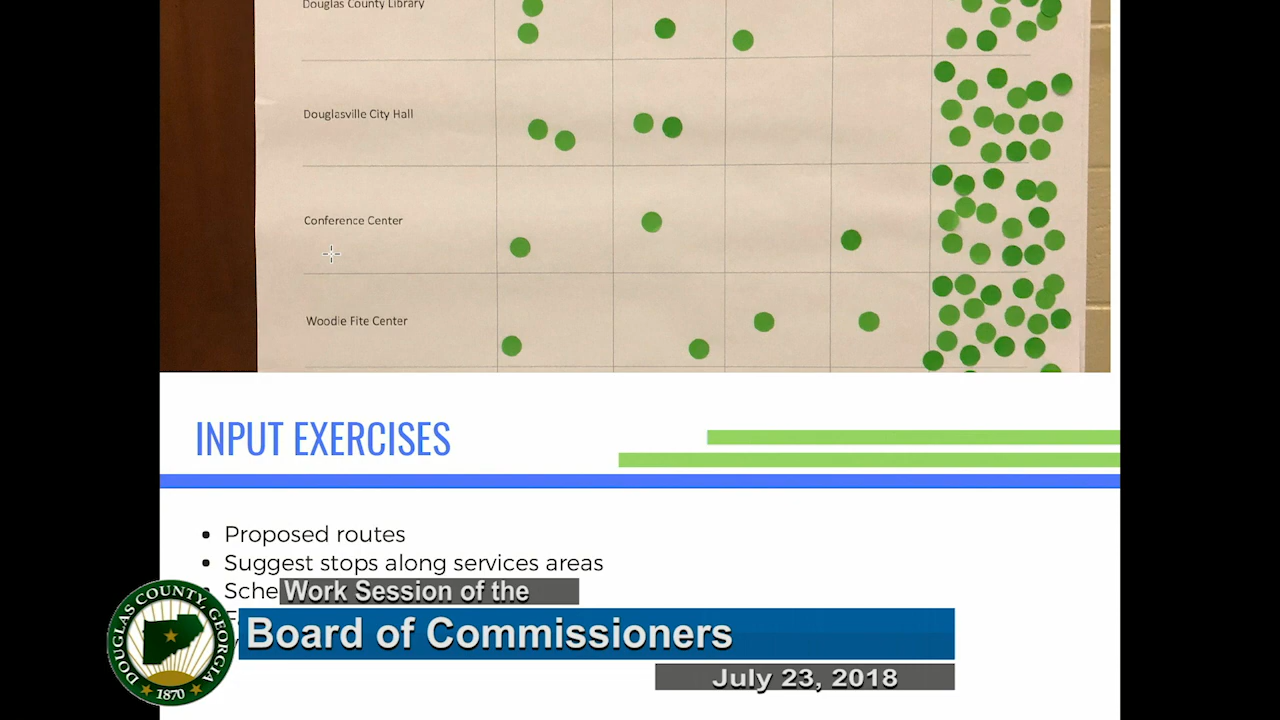 Douglas County Library
Douglasville City Hall
Conference Center
Woodie Fite Center
INPUT EXERCISES
Proposed routes
Suggest stops along services areas
Sche
Work Session of the
Board of Commissioners
July 23, 2018
DOUGLAS COUNTY, GEORGIA
1870